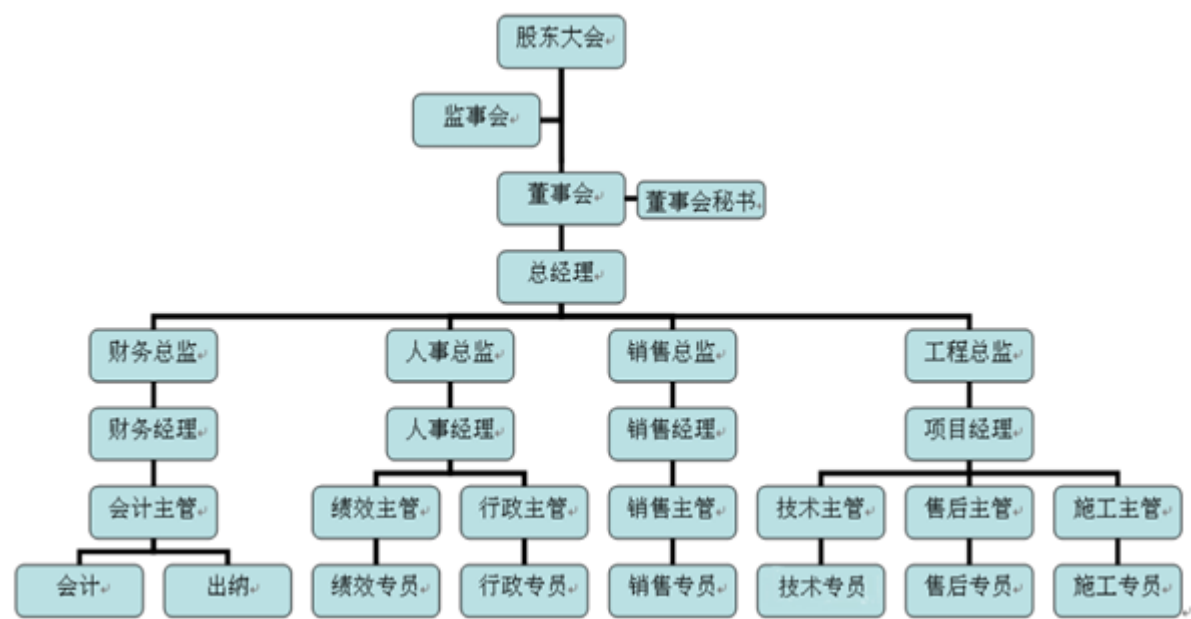 股东大会
监事会
董事会
董事会秘书
总经理
财务总监
人事总监
销售总监
工程总监
财务经理
人事经理
销售经理
项目经理
会计主管
绩效主管
行政主管
销售主管
技术主管
售后主管
施工主管
会计
出纳
绩效专员
行政专员
销售专员
技术专员
售后专员
施工专员